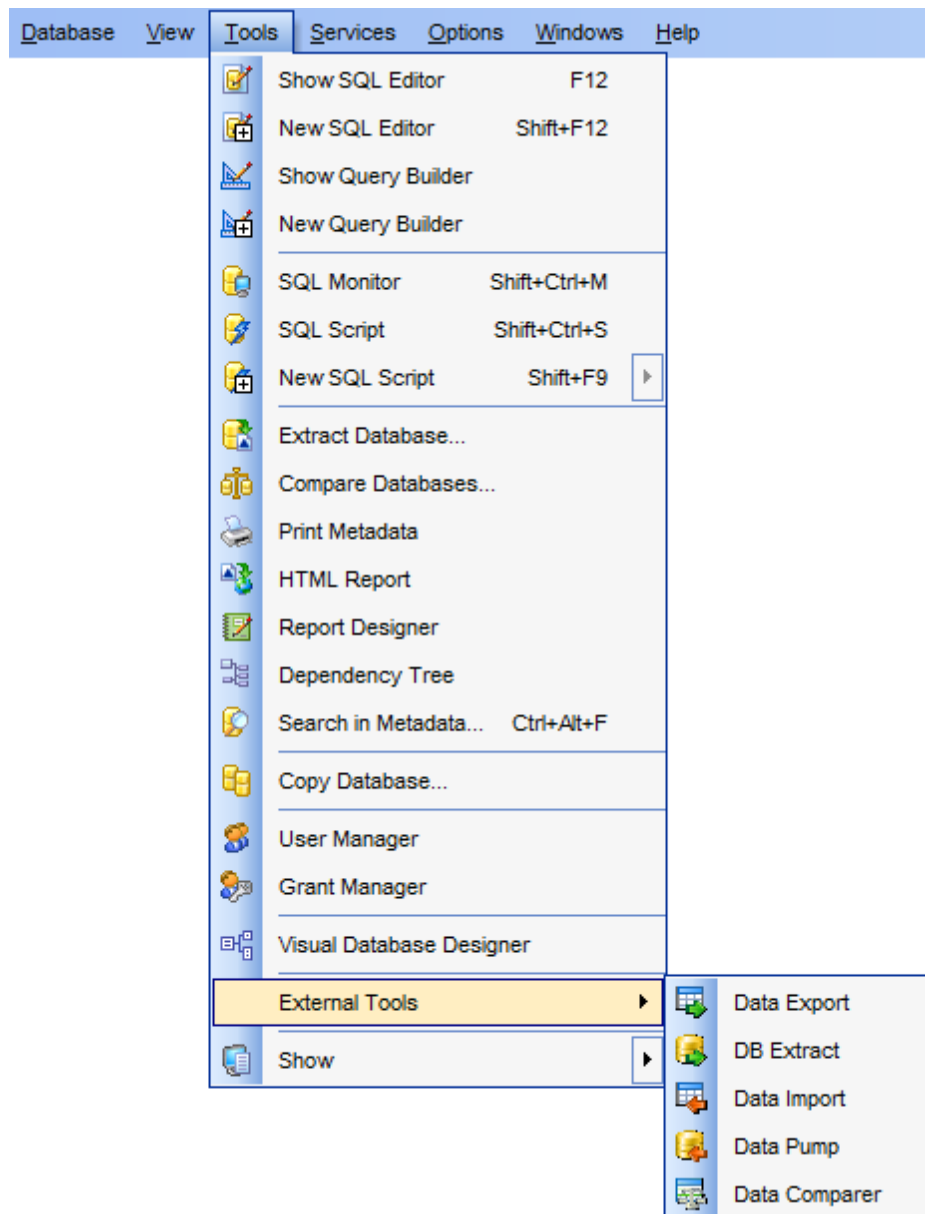 Database View Tools Services Options Windows Help
Show SQL Editor F12
New SQL Editor Shift+F12
Show Query Builder
New Query Builder
SQL Monitor Shift+Ctrl+M
SQL Script Shift+Ctrl+S
New SQL Script Shift+F9
Extract Database...
Compare Databases...
Print Metadata
HTML Report
Report Designer
Dependency Tree
Search in Metadata... Ctrl+Alt+F
Copy Database...
User Manager
Grant Manager
Visual Database Designer
External Tools
Data Export
DB Extract
Show
Data Import
Data Pump
Data Comparer